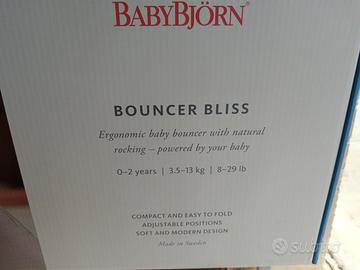 BABYBJÖRN®
BOUNCER BLISS
Ergonomic baby bouncer with natural
rocking – powered by your baby
0–2 years | 3.5–13 kg | 8–29 lb
COMPACT AND EASY TO FOLD
ADJUSTABLE POSITIONS
SOFT AND MODERN DESIGN
Made in Sweden
subito